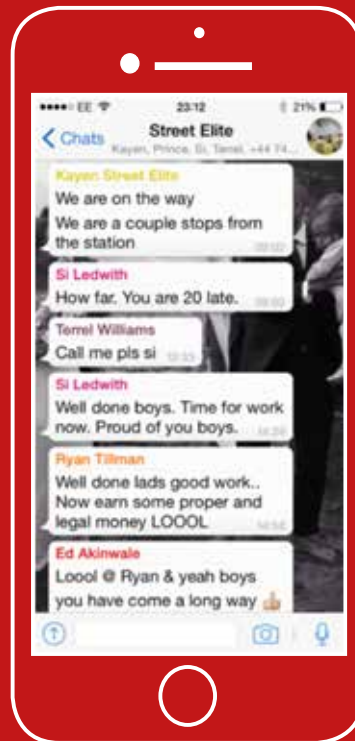 EE 23:12 21%
Chats Street Elite
Kayen, Prince, Si, Terrel, +44 74...
Kayen Street Elite
We are on the way
We are a couple stops from
the station
Si Ledwith
How far. You are 20 late.
Terrel Williams
Call me pls si
Si Ledwith
Well done boys. Time for work
now. Proud of you boys.
Ryan Tillman
Well done lads good work..
Now earn some proper and
legal money LOOOL
Ed Akinwale
Loool @ Ryan & yeah boys
you have come a long way 👍🏼